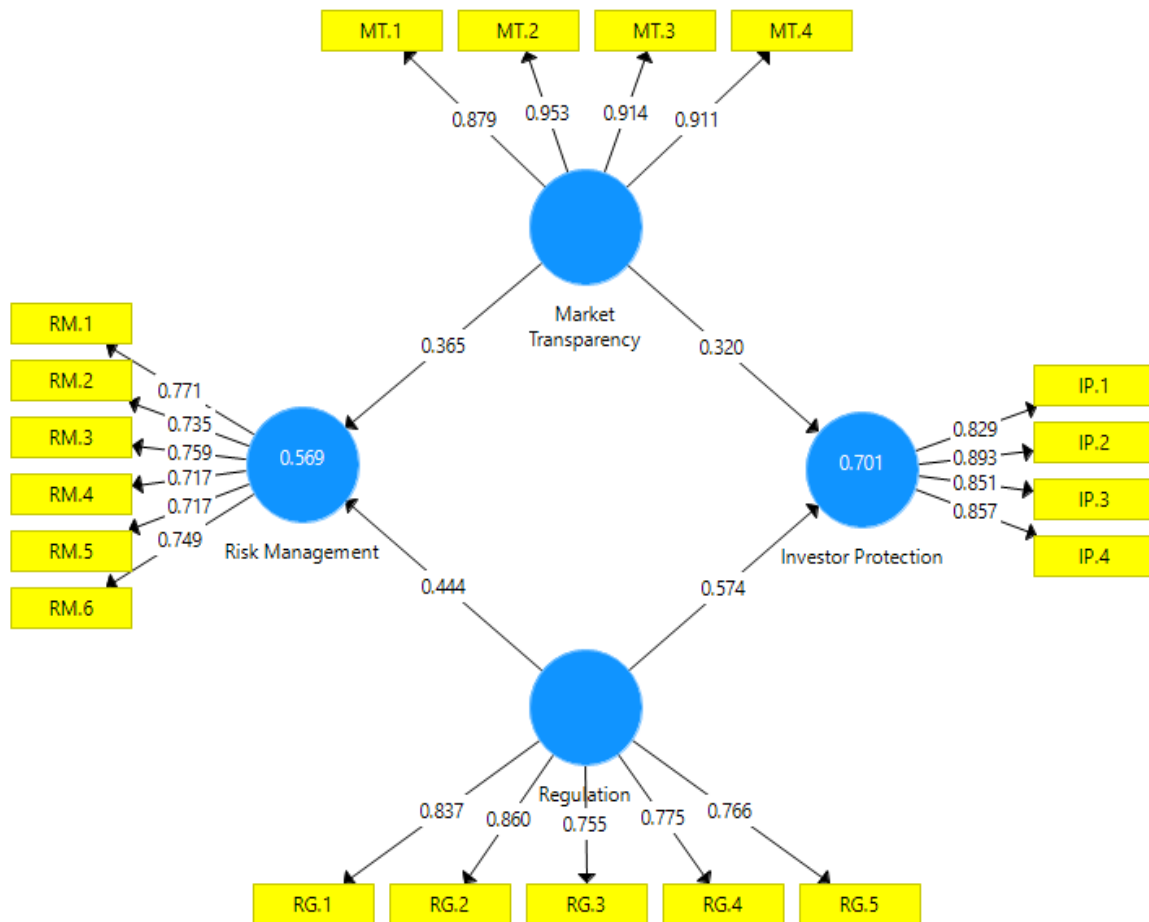 MT.1
MT.2
MT.3
MT.4
0.879
0.953
0.914
0.911
Market
Transparency
0.365
0.320
RM.1
RM.2
RM.3
RM.4
RM.5
RM.6
0.771
0.735
0.759
0.717
0.717
0.749
0.569
Risk Management
0.701
Investor Protection
0.829
0.893
0.851
0.857
IP.1
IP.2
IP.3
IP.4
0.444
0.574
Regulation
0.837
0.860
0.755
0.775
0.766
RG.1
RG.2
RG.3
RG.4
RG.5